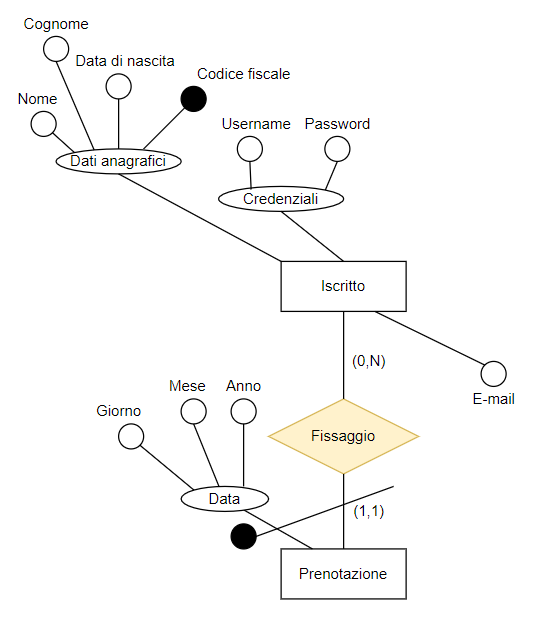 Cognome
Data di nascita
Codice fiscale
Nome
Username
Password
Dati anagrafici
Credenziali
Iscritto
(0,N)
E-mail
Mese
Anno
Giorno
Fissaggio
Data
(1,1)
Prenotazione